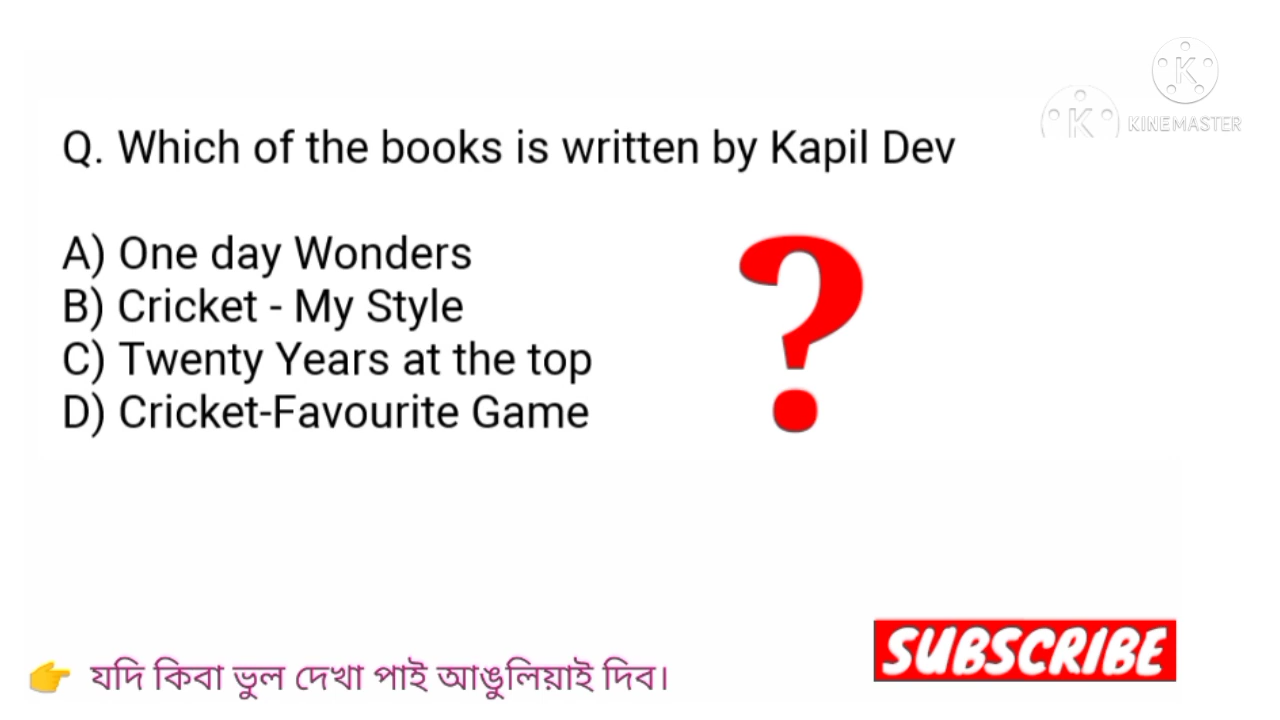 K
K KINEMASTER
Q. Which of the books is written by Kapil Dev
A) One day Wonders
B) Cricket - My Style
C) Twenty Years at the top
D) Cricket-Favourite Game
?
SUBSCRIBE
👉 যদি কিবা ভুল দেখা পাই আঙুলিয়াই দিব।